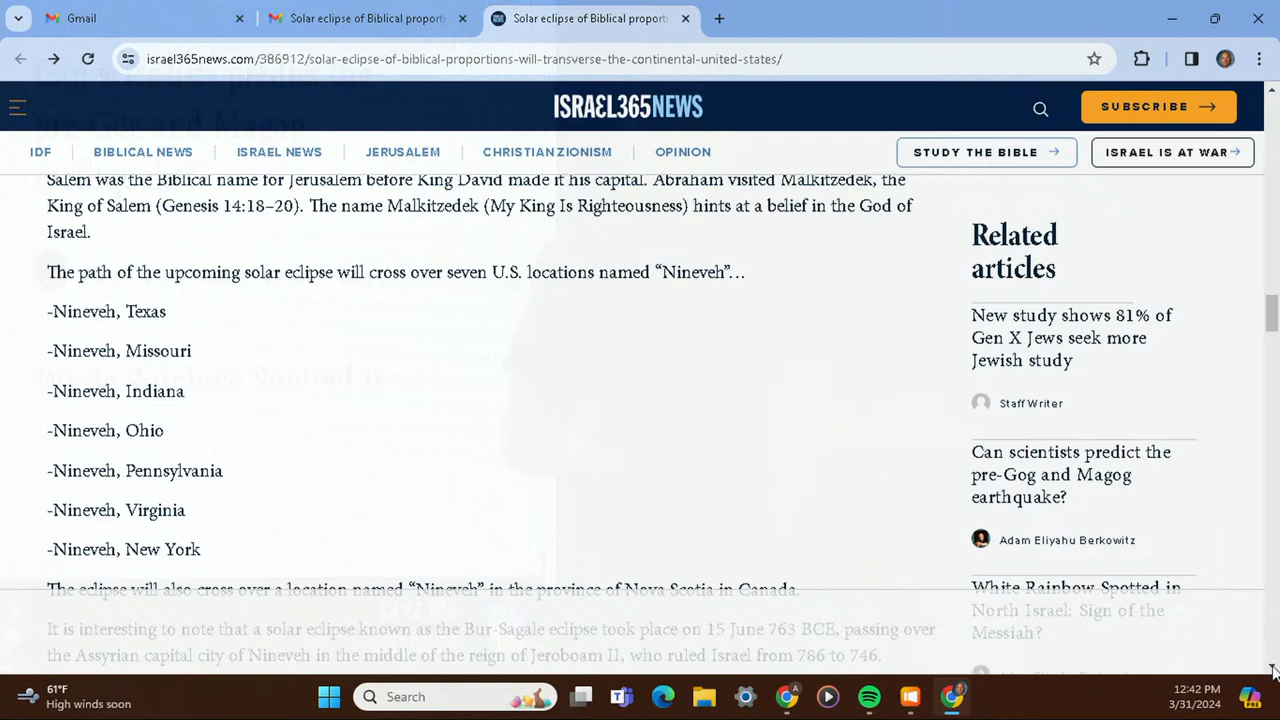 Gmail
Solar eclipse of Biblical proporti
Solar eclipse of Biblical proporti
israel365news.com/386912/solar-eclipse-of-biblical-proportions-will-transverse-the-continental-united-states/
ISRAEL365NEWS
SUBSCRIBE
IDF
BIBLICAL NEWS
ISRAEL NEWS
JERUSALEM
CHRISTIAN ZIONISM
OPINION
STUDY THE BIBLE
ISRAEL IS AT WAR
Salem was the Biblical name for Jerusalem before King David made it his capital. Abraham visited Malkitzedek, the
King of Salem (Genesis 14:18–20). The name Malkitzedek (My King Is Righteousness) hints at a belief in the God of
Israel.
The path of the upcoming solar eclipse will cross over seven U.S. locations named “Nineveh”…
-Nineveh, Texas
-Nineveh, Missouri
-Nineveh, Indiana
-Nineveh, Ohio
-Nineveh, Pennsylvania
-Nineveh, Virginia
-Nineveh, New York
The eclipse will also cross over a location named “Nineveh” in the province of Nova Scotia in Canada.
It is interesting to note that a solar eclipse known as the Bur-Sagale eclipse took place on 15 June 763 BCE, passing over
the Assyrian capital city of Nineveh in the middle of the reign of Jeroboam II, who ruled Israel from 786 to 746.
Related
articles
New study shows 81% of
Gen X Jews seek more
Jewish study
Staff Writer
Can scientists predict the
pre-Gog and Magog
earthquake?
Adam Eliyahu Berkowitz
White Rainbow Spotted in
North Israel: Sign of the
Messiah?
61°F
High winds soon
Search
12:42 PM
3/31/2024